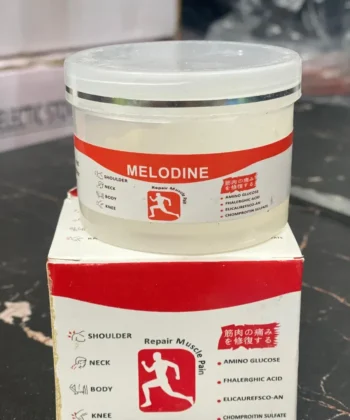 MELODINE
SHOULDER
NECK
BODY
KNEE
Repair Muscle Pain
筋肉の痛み
を修復する
AMINO GLUCOSE
FHALERGHIC ACID
ELICAUREFSCO-AN
CHOMPROITIN SULFATE
SHOULDER
NECK
BODY
KNEE
Repair Muscle Pain
筋肉の痛み
を修復する
AMINO GLUCOSE
FHALERGHIC ACID
ELICAUREFSCO-AN
CHOMPROITIN SULFATE